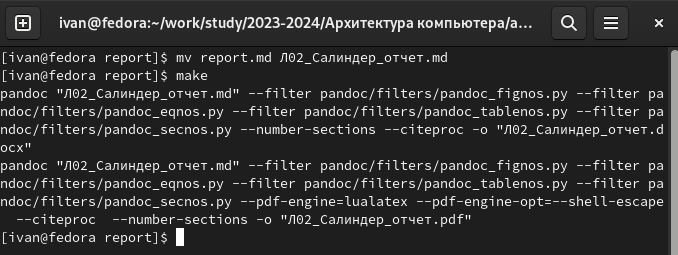 ivan@fedora:~/work/study/2023-2024/Архитектура компьютера/a...
[ivan@fedora report]$ mv report.md Л02_Салиндер_отчет.md
[ivan@fedora report]$ make
pandoc "Л02_Салиндер_отчет.md" --filter pandoc/filters/pandoc_fignos.py --filter pa
ndoc/filters/pandoc_eqnos.py --filter pandoc/filters/pandoc_tablenos.py --filter pa
ndoc/filters/pandoc_secnos.py --number-sections --citeproc -o "Л02_Салиндер_отчет.d
ocx"
pandoc "Л02_Салиндер_отчет.md" --filter pandoc/filters/pandoc_fignos.py --filter pa
ndoc/filters/pandoc_eqnos.py --filter pandoc/filters/pandoc_tablenos.py --filter pa
ndoc/filters/pandoc_secnos.py --pdf-engine=lualatex --pdf-engine-opt=--shell-escape
 --citeproc  --number-sections -o "Л02_Салиндер_отчет.pdf"
[ivan@fedora report]$